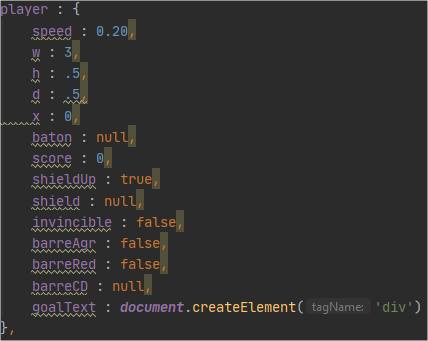 player : {
speed : 0.20,
w : 3,
h : .5,
d : .5,
x : 0,
baton : null,
score : 0,
shieldUp : true,
shield : null,
invincible : false,
barreAgr : false,
barreRed : false,
barreCD : null,
goalText : document.createElement( tagName: 'div')
},